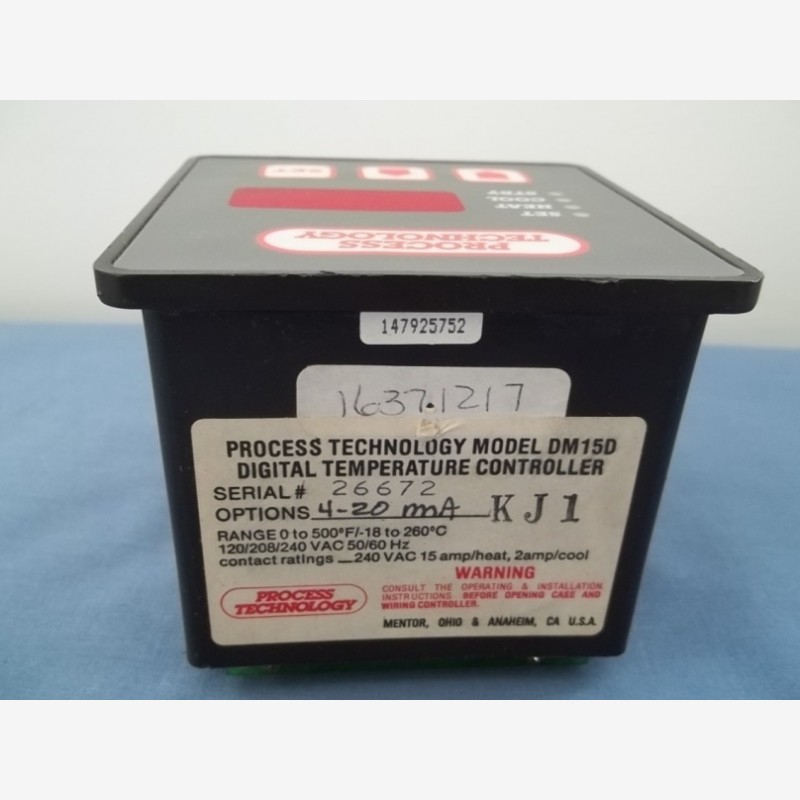 SET
PROCESS
TECHNOLOGY
STBY
COOL
HEAT
SET
147925752
16371217
PROCESS TECHNOLOGY MODEL DM15D
DIGITAL TEMPERATURE CONTROLLER
SERIAL# 26672
OPTIONS 4-20 mA KJ1
RANGE 0 to 500°F/-18 to 260°C
120/208/240 VAC 50/60 Hz
contact ratings — 240 VAC 15 amp/heat, 2amp/cool
WARNING
CONSULT THE OPERATING & INSTALLATION
INSTRUCTIONS BEFORE OPENING CASE AND
WIRING CONTROLLER.
PROCESS
TECHNOLOGY
MENTOR, OHIO & ANAHEIM, CA U.S.A.